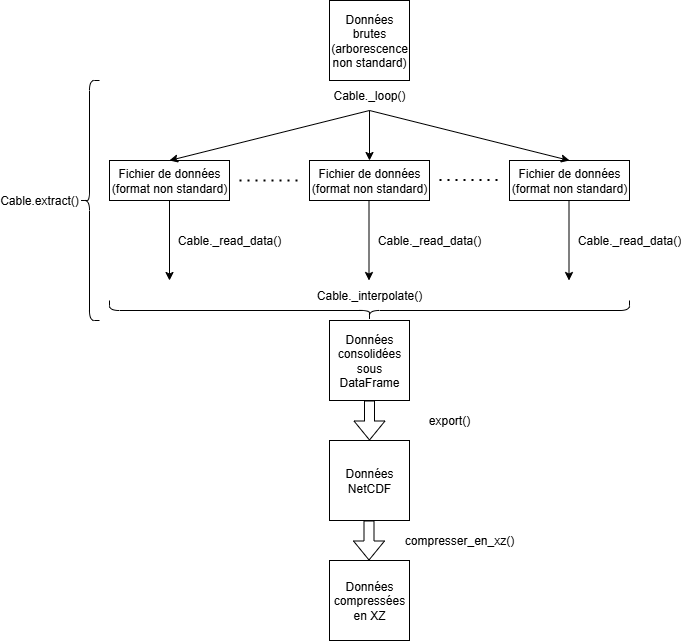 Données
brutes
(arborescence
non standard)
Cable._loop()
Fichier de données
(format non standard)
Fichier de données
(format non standard)
Fichier de données
(format non standard)
Cable.extract()
Cable._read_data()
Cable._read_data()
Cable._read_data()
Cable._interpolate()
Données
consolidées
sous
DataFrame
export()
Données
NetCDF
compresser_en_xz()
Données
compressées
en XZ